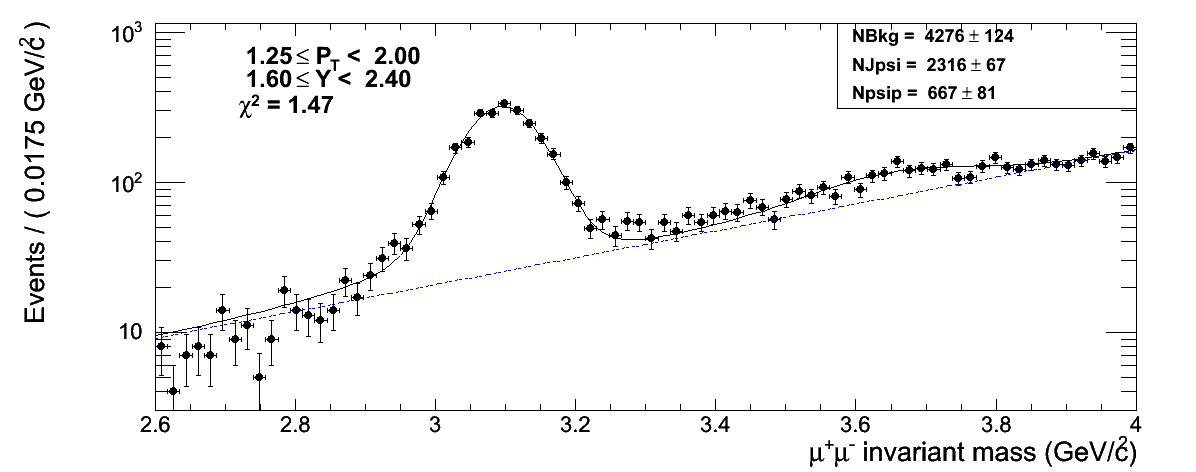 Events / ( 0.0175 GeV/c² )
10³
10²
10
1.25 ≤ P_T < 2.00
1.60 ≤ Y < 2.40
χ² = 1.47
NBkg = 4276 ± 124
NJpsi = 2316 ± 67
Npsip = 667 ± 81
2.6 2.8 3 3.2 3.4 3.6 3.8 4
μ⁺μ⁻ invariant mass (GeV/c²)